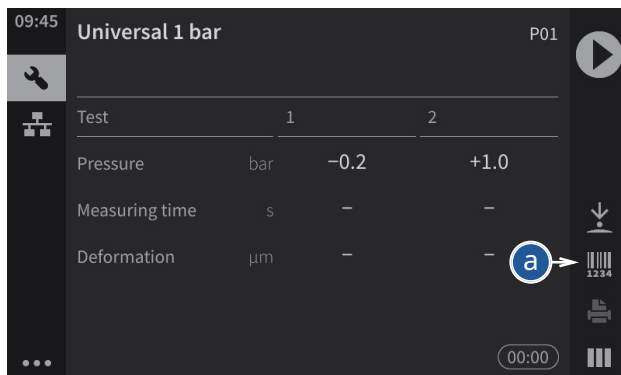 09:45
Universal 1 bar P01
Test 1 2
Pressure bar −0.2 +1.0
Measuring time s – –
Deformation µm – –
a
1234
00:00